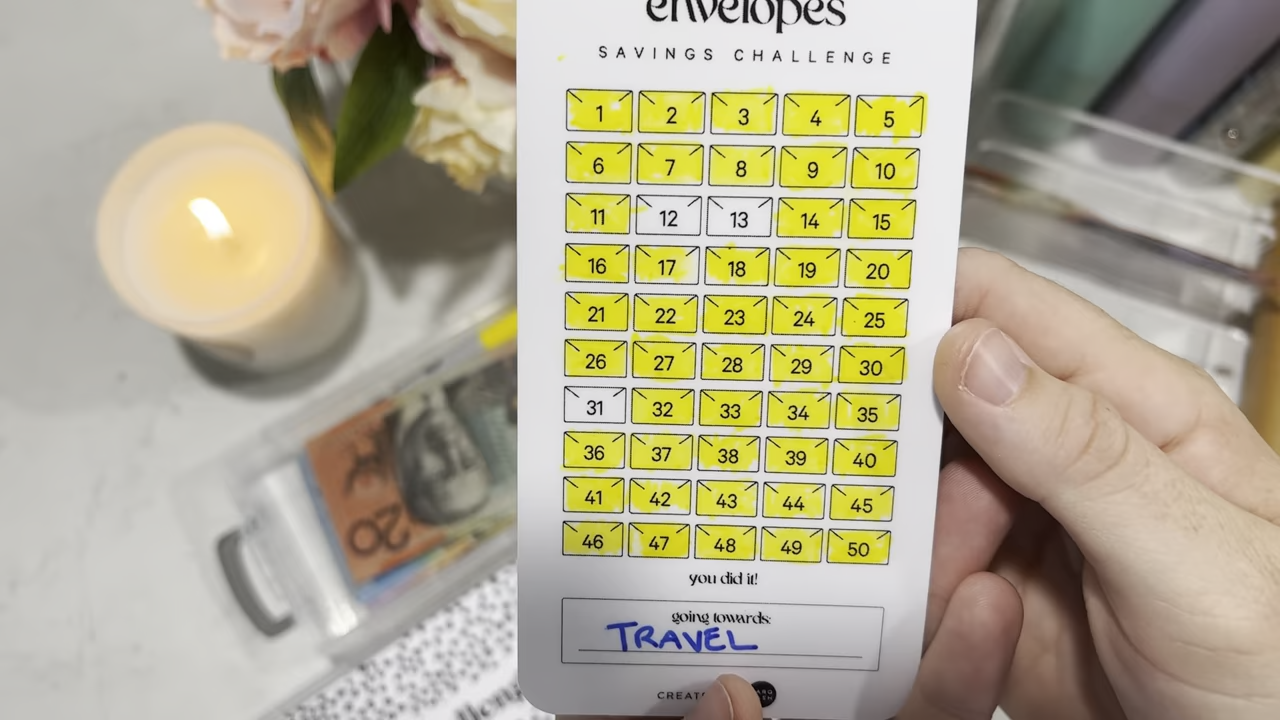 envelopes
SAVINGS CHALLENGE
1 2 3 4 5
6 7 8 9 10
11 12 13 14 15
16 17 18 19 20
21 22 23 24 25
26 27 28 29 30
31 32 33 34 35
36 37 38 39 40
41 42 43 44 45
46 47 48 49 50
you did it!
going towards:
TRAVEL
20